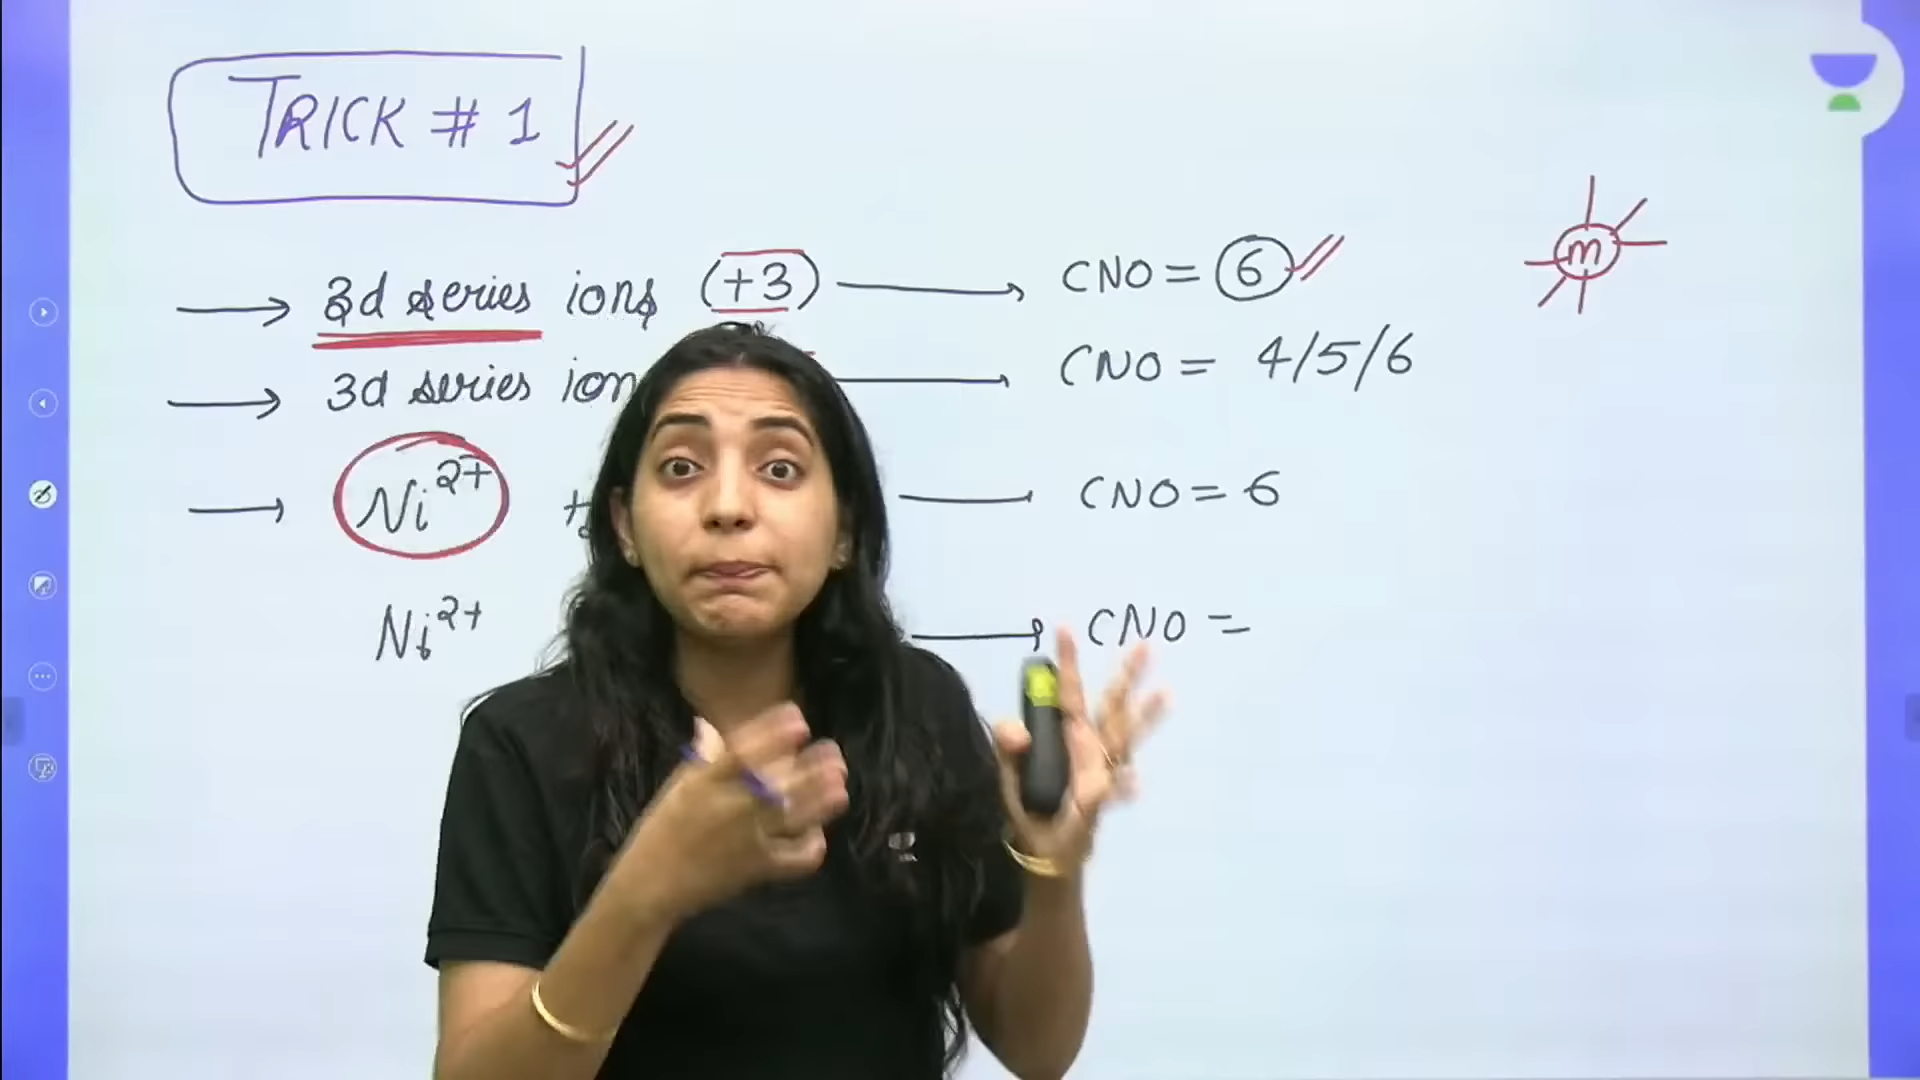 TRICK # 1
3d series ions (+3) → CNO = 6
m
3d series ion → CNO = 4/5/6
Ni²⁺ — CNO = 6
Ni²⁺ → CNO =